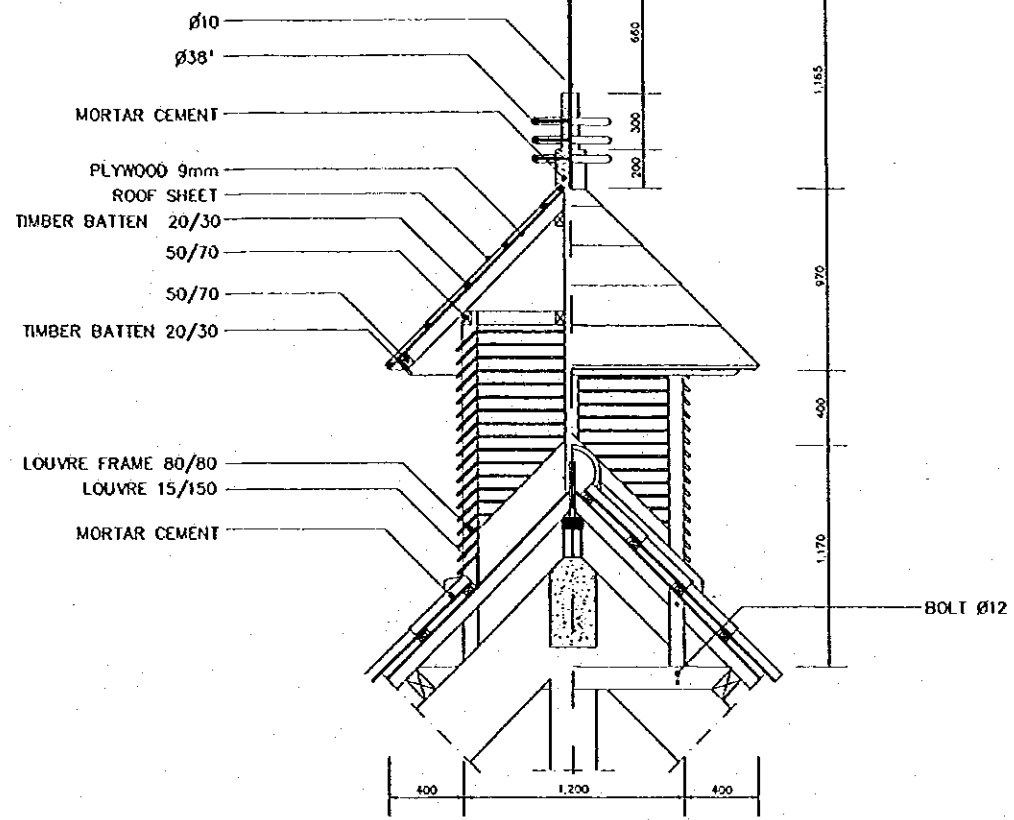 Ø10
Ø38'
MORTAR CEMENT
PLYWOOD 9mm
ROOF SHEET
TIMBER BATTEN 20/30
50/70
50/70
TIMBER BATTEN 20/30
LOUVRE FRAME 80/80
LOUVRE 15/150
MORTAR CEMENT
660
300
200
1,165
970
400
1,170
BOLT Ø12
400
1,200
400